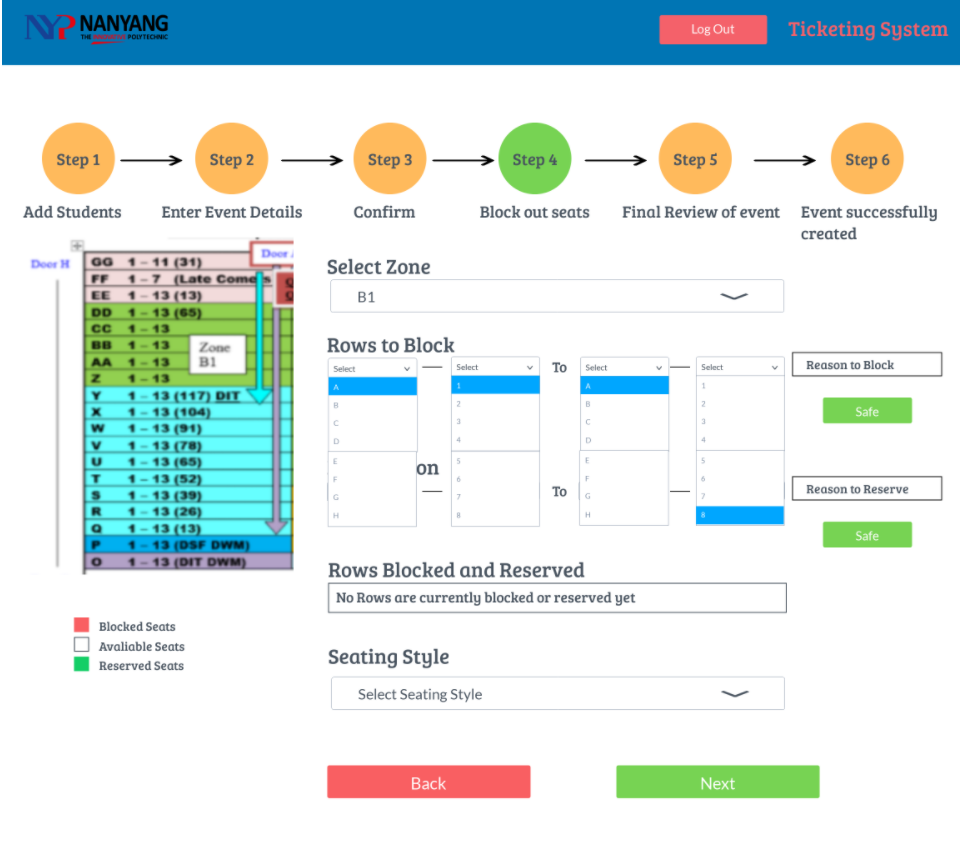 NYP NANYANG
THE INNOVATIVE POLYTECHNIC
Log Out
Ticketing System
Step 1
Step 2
Step 3
Step 4
Step 5
Step 6
Add Students
Enter Event Details
Confirm
Block out seats
Final Review of event
Event successfully
created
Door H
Door
GG 1 – 11 (31)
FF 1 – 7 (Late Comers
EE 1 – 13 (13)
DD 1 – 13 (65)
CC 1 – 13
BB 1 – 13
AA 1 – 13
Z 1 – 13
Zone
B1
Y 1 – 13 (117) DIT
X 1 – 13 (104)
W 1 – 13 (91)
V 1 – 13 (78)
U 1 – 13 (65)
T 1 – 13 (52)
S 1 – 13 (39)
R 1 – 13 (26)
Q 1 – 13 (13)
P 1 – 13 (DSF DWM)
O 1 – 13 (DIT DWM)
Blocked Seats
Avaliable Seats
Reserved Seats
Select Zone
B1
Rows to Block
Select
A
B
C
D
E
F
G
H
Select
1
2
3
4
5
6
7
8
To
Select
A
B
C
D
E
F
G
H
Select
1
2
3
4
5
6
7
8
Reason to Block
Safe
on
To
Reason to Reserve
Safe
Rows Blocked and Reserved
No Rows are currently blocked or reserved yet
Seating Style
Select Seating Style
Back
Next